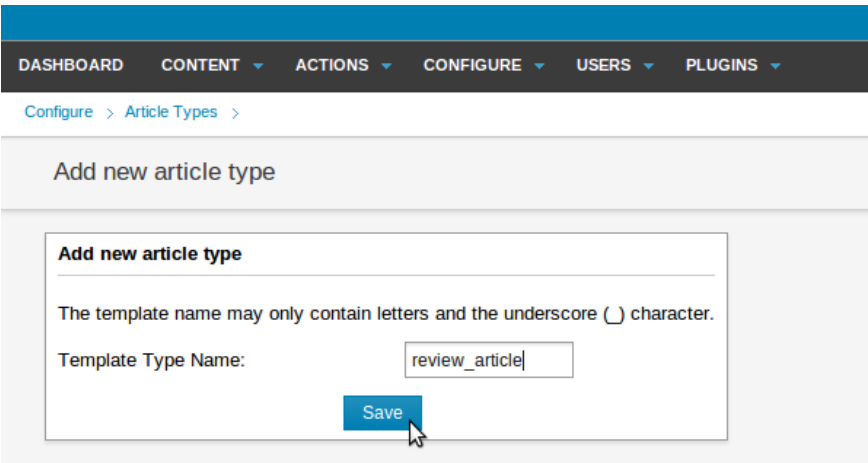 DASHBOARD CONTENT ACTIONS CONFIGURE USERS PLUGINS
Configure > Article Types >
Add new article type
Add new article type
The template name may only contain letters and the underscore (_) character.
Template Type Name: review_article
Save